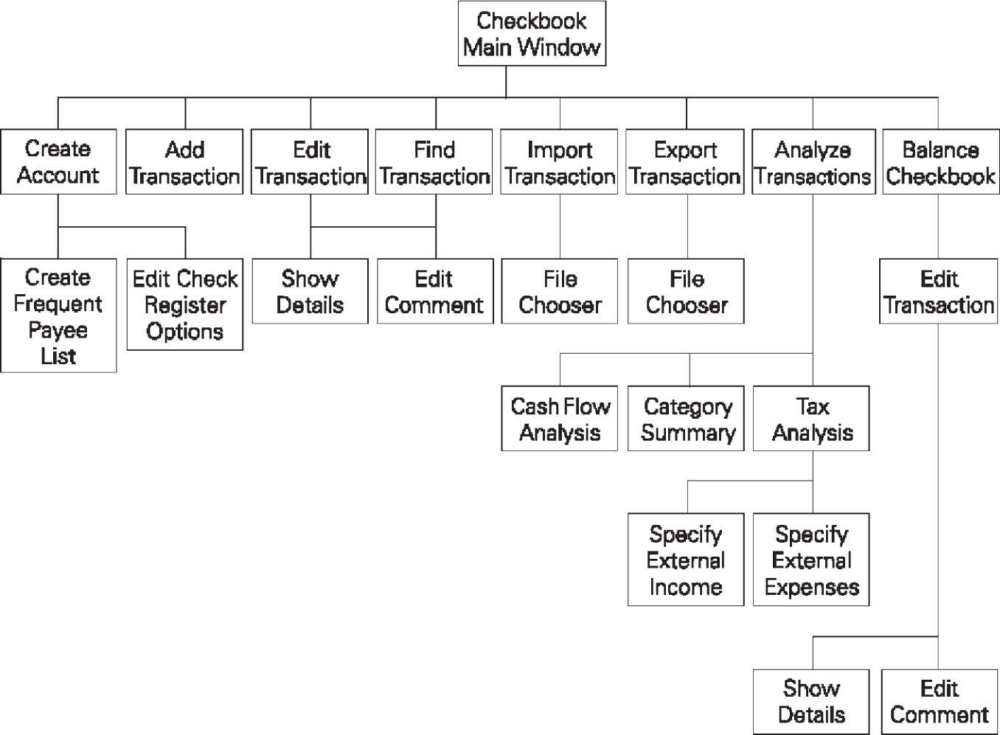 Checkbook
Main Window
Create
Account
Add
Transaction
Edit
Transaction
Find
Transaction
Import
Transaction
Export
Transaction
Analyze
Transactions
Balance
Checkbook
Create
Frequent
Payee
List
Edit Check
Register
Options
Show
Details
Edit
Comment
File
Chooser
File
Chooser
Edit
Transaction
Cash Flow
Analysis
Category
Summary
Tax
Analysis
Specify
External
Income
Specify
External
Expenses
Show
Details
Edit
Comment